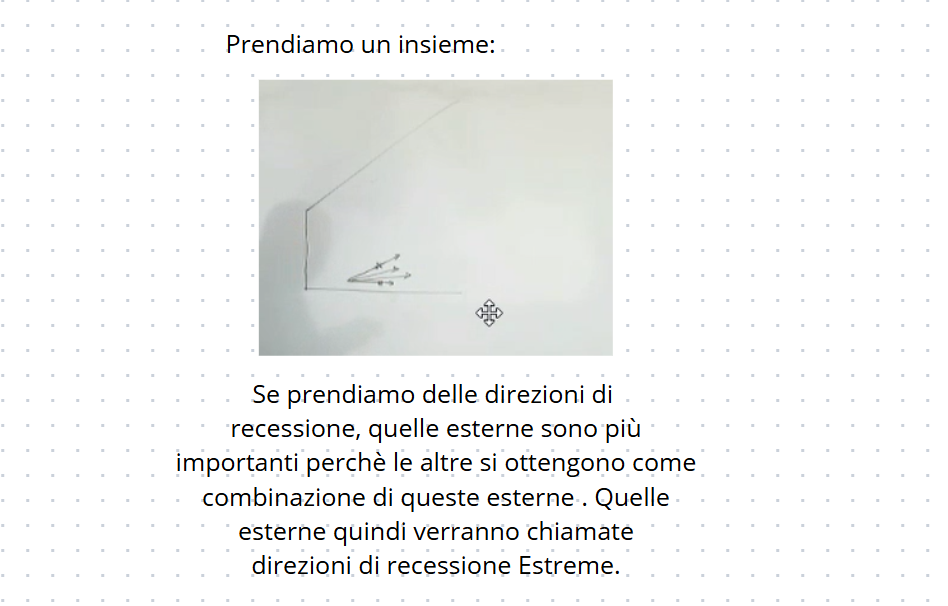 Prendiamo un insieme:
Se prendiamo delle direzioni di
recessione, quelle esterne sono più
importanti perchè le altre si ottengono come
combinazione di queste esterne . Quelle
esterne quindi verranno chiamate
direzioni di recessione Estreme.